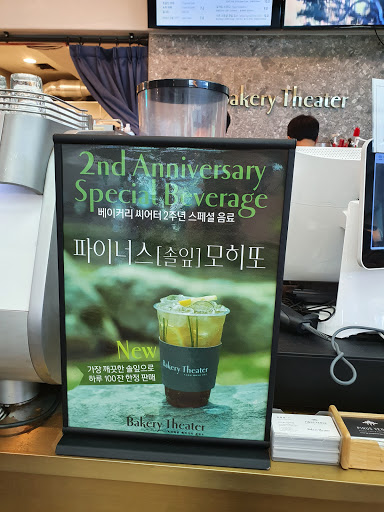 Bakery Theater
2nd Anniversary
Special Beverage
베이커리 씨어터 2주년 스페셜 음료
파이너스[솔잎]모히또
New
가장 깨끗한 솔잎으로
하루 100잔 한정 판매
Bakery Theater
Bakery Theater